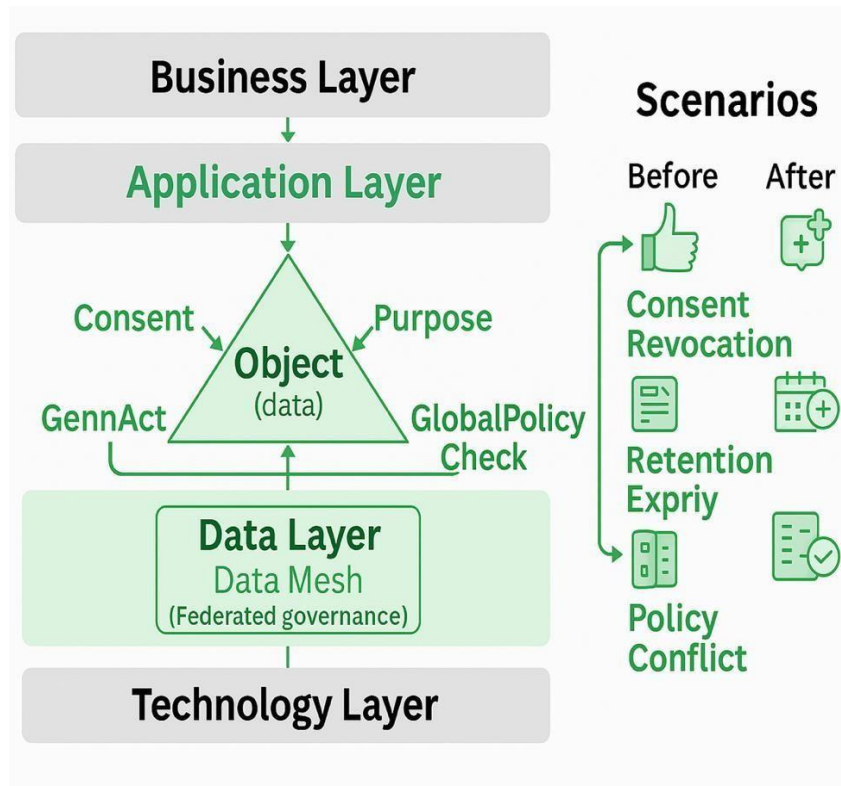 Business Layer
Application Layer
Consent
Purpose
Object
(data)
GennAct
GlobalPolicy
Check
Data Layer
Data Mesh
(Federated governance)
Technology Layer
Scenarios
Before After
Consent
Revocation
Retention
Expriy
Policy
Conflict